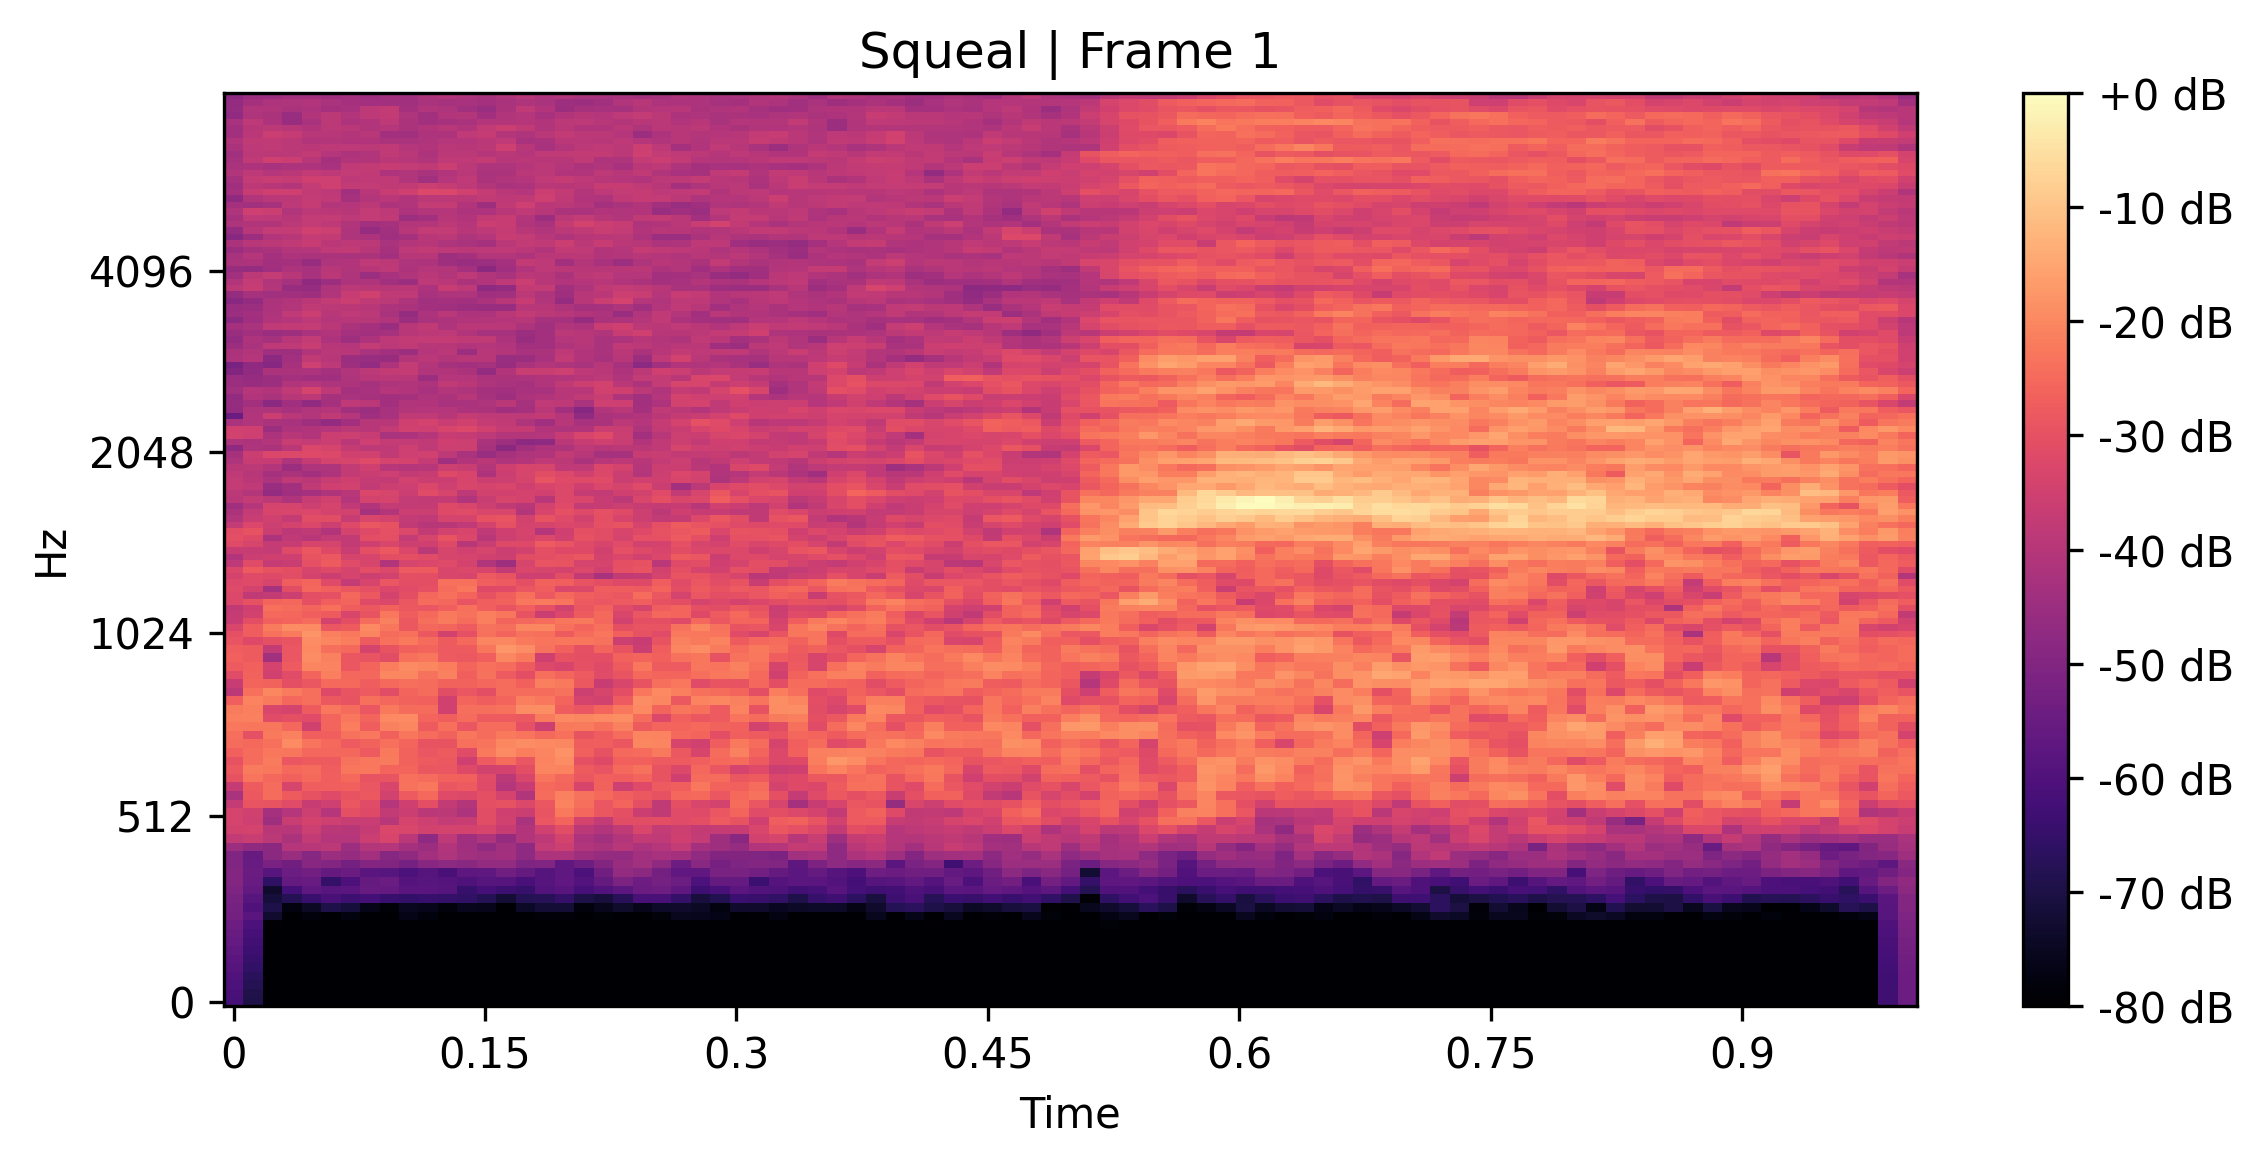 Squeal | Frame 1
Hz
4096
2048
1024
512
0
0 0.15 0.3 0.45 0.6 0.75 0.9
Time
+0 dB
-10 dB
-20 dB
-30 dB
-40 dB
-50 dB
-60 dB
-70 dB
-80 dB